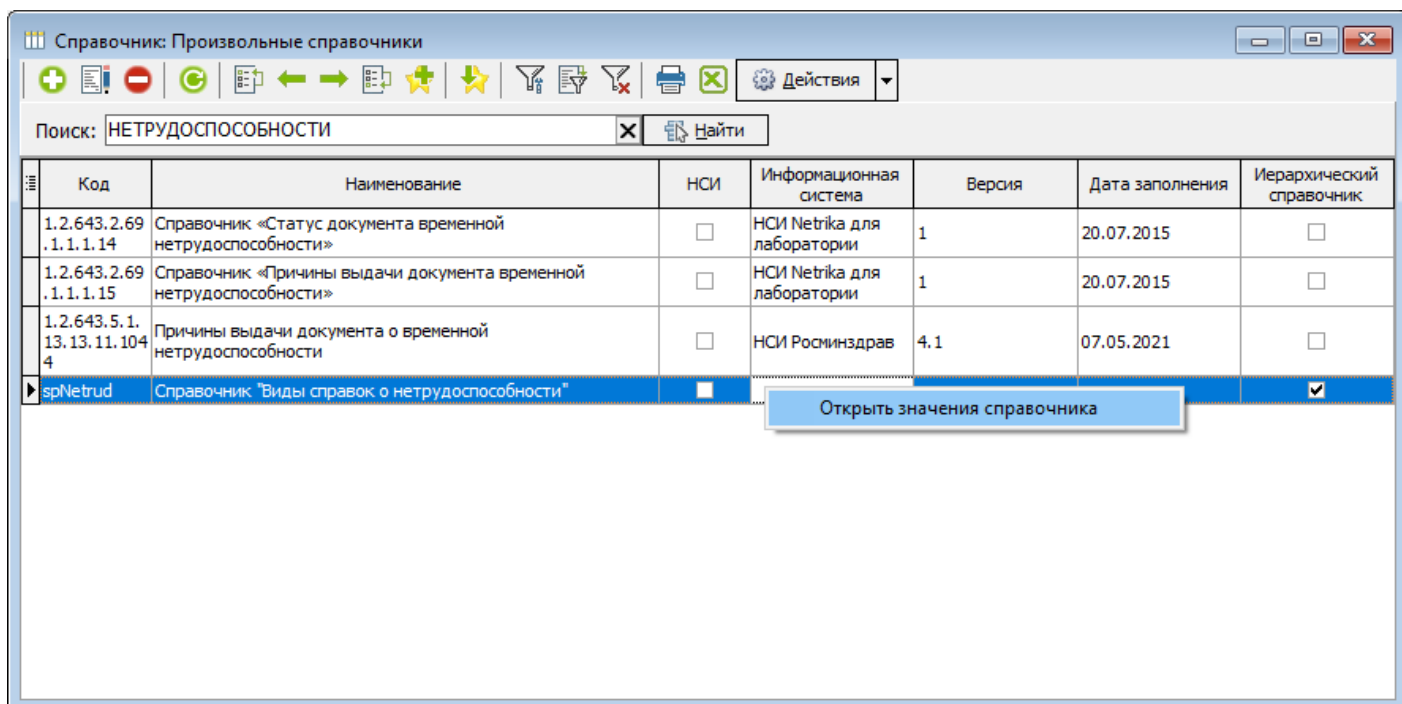 Справочник: Произвольные справочники
Действия
Поиск: НЕТРУДОСПОСОБНОСТИ Найти
Код Наименование НСИ Информационная система Версия Дата заполнения Иерархический справочник
1.2.643.2.69 Справочник «Статус документа временной НСИ Netrika для 1 20.07.2015
.1.1.1.14 нетрудоспособности» лаборатории
1.2.643.2.69 Справочник «Причины выдачи документа временной НСИ Netrika для 1 20.07.2015
.1.1.1.15 нетрудоспособности» лаборатории
1.2.643.5.1.
13.13.11.104 Причины выдачи документа о временной НСИ Росминздрав 4.1 07.05.2021
4 нетрудоспособности
spNetrud Справочник "Виды справок о нетрудоспособности"
Открыть значения справочника